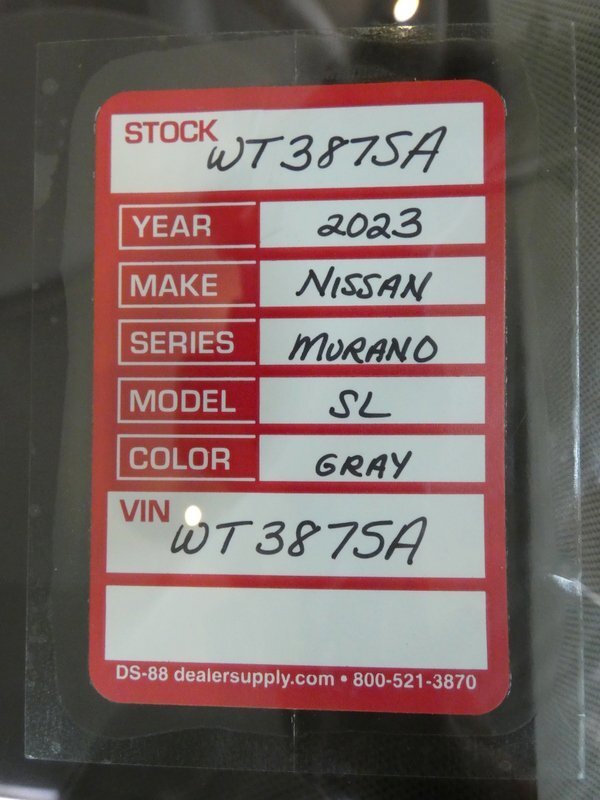 STOCK WT3875A
YEAR 2023
MAKE NISSAN
SERIES MURANO
MODEL SL
COLOR GRAY
VIN WT3875A
DS-88 dealersupply.com • 800-521-3870